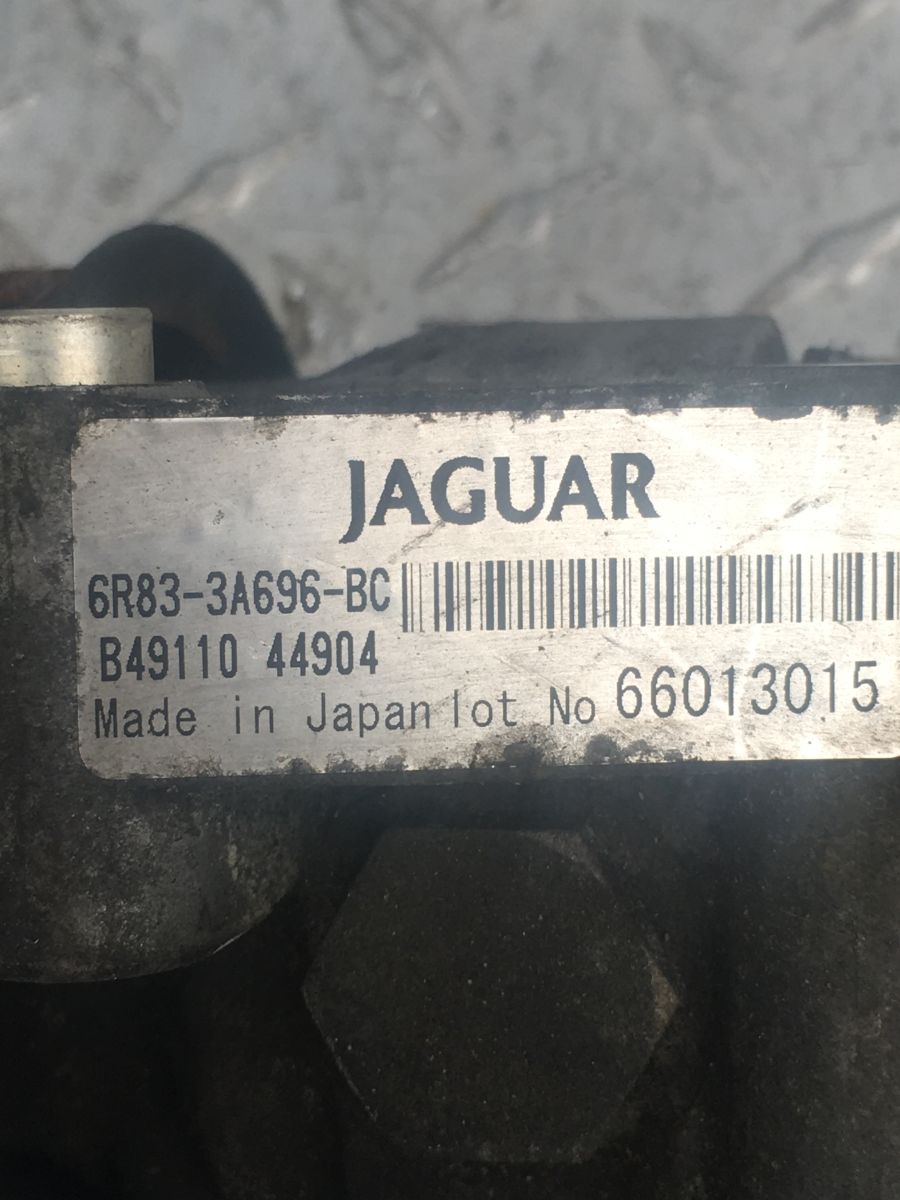 JAGUAR
6R83-3A696-BC
B49110 44904
Made in Japan lot No 66013015